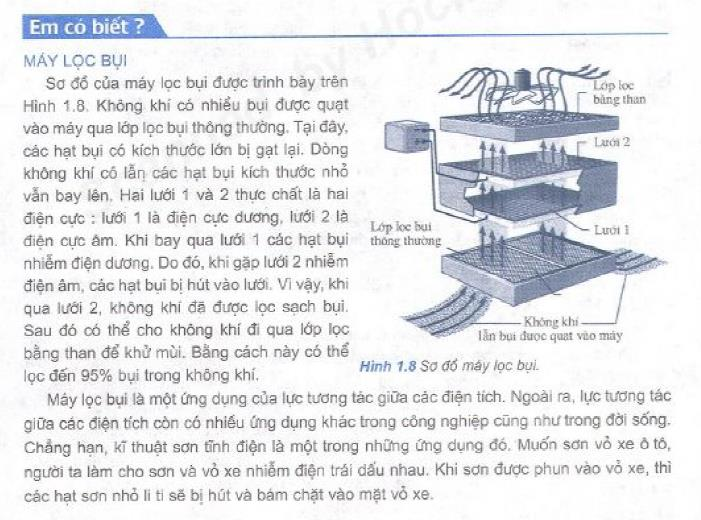 Em có biết ?
MÁY LỌC BỤI
Sơ đồ của máy lọc bụi được trình bày trên
Hình 1.8. Không khí có nhiều bụi được quạt
vào máy qua lớp lọc bụi thông thường. Tại đây,
các hạt bụi có kích thước lớn bị gạt lại. Dòng
không khí có lẫn các hạt bụi kích thước nhỏ
vẫn bay lên. Hai lưới 1 và 2 thực chất là hai
điện cực : lưới 1 là điện cực dương, lưới 2 là
điện cực âm. Khi bay qua lưới 1 các hạt bụi
nhiễm điện dương. Do đó, khi gặp lưới 2 nhiễm
điện âm, các hạt bụi bị hút vào lưới. Vì vậy, khi
qua lưới 2, không khí đã được lọc sạch bụi.
Sau đó có thể cho không khí đi qua lớp lọc
bằng than để khử mùi. Bằng cách này có thể
lọc đến 95% bụi trong không khí.
Lớp lọc
bằng than
Lưới 2
Lớp lọc bụi
thông thường
Lưới 1
Không khí
lẫn bụi được quạt vào máy
Hình 1.8 Sơ đồ máy lọc bụi.
Máy lọc bụi là một ứng dụng của lực tương tác giữa các điện tích. Ngoài ra, lực tương tác
giữa các điện tích còn có nhiều ứng dụng khác trong công nghiệp cũng như trong đời sống.
Chẳng hạn, kĩ thuật sơn tĩnh điện là một trong những ứng dụng đó. Muốn sơn vỏ xe ô tô,
người ta làm cho sơn và vỏ xe nhiễm điện trái dấu nhau. Khi sơn được phun vào vỏ xe, thì
các hạt sơn nhỏ li ti sẽ bị hút và bám chặt vào mặt vỏ xe.